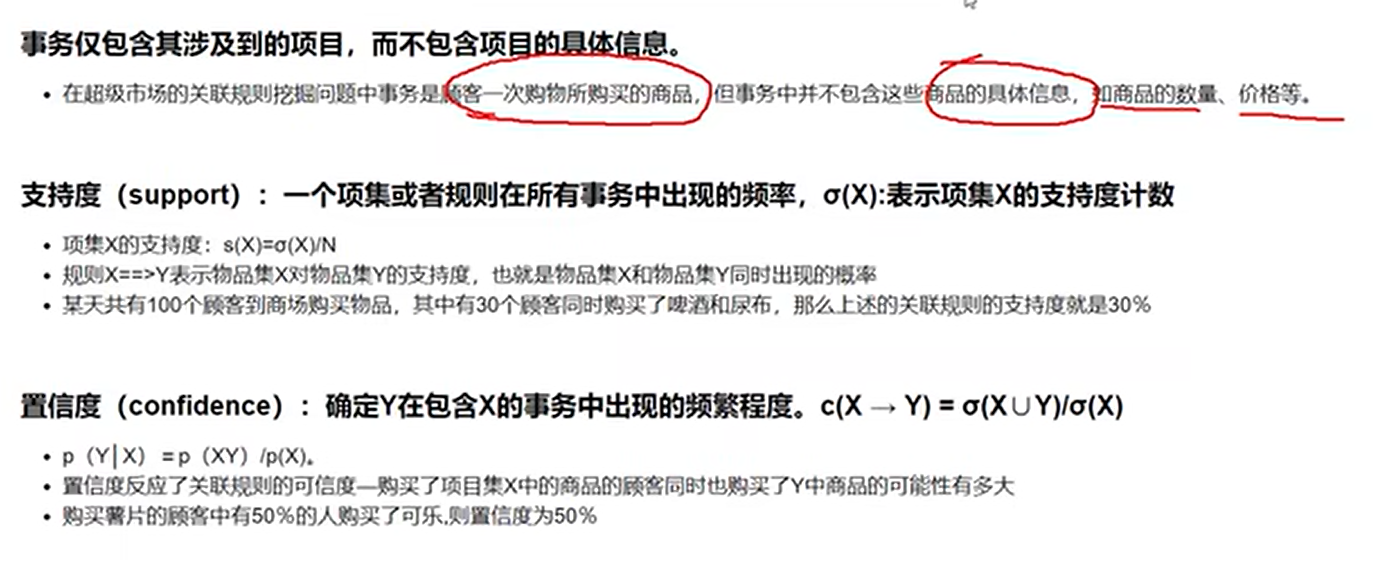 事务仅包含其涉及到的项目，而不包含项目的具体信息。
• 在超级市场的关联规则挖掘问题中事务是顾客一次购物所购买的商品，但事务中并不包含这些商品的具体信息，如商品的数量、价格等。
支持度（support）：一个项集或者规则在所有事务中出现的频率，σ(X):表示项集X的支持度计数
• 项集X的支持度：s(X)=σ(X)/N
• 规则X==>Y表示物品集X对物品集Y的支持度，也就是物品集X和物品集Y同时出现的概率
• 某天共有100个顾客到商场购买物品，其中有30个顾客同时购买了啤酒和尿布，那么上述的关联规则的支持度就是30%
置信度（confidence）：确定Y在包含X的事务中出现的频繁程度。c(X → Y) = σ(X∪Y)/σ(X)
• p（Y│X）＝p（XY）/p(X)。
• 置信度反应了关联规则的可信度—购买了项目集X中的商品的顾客同时也购买了Y中商品的可能性有多大
• 购买薯片的顾客中有50%的人购买了可乐,则置信度为50%